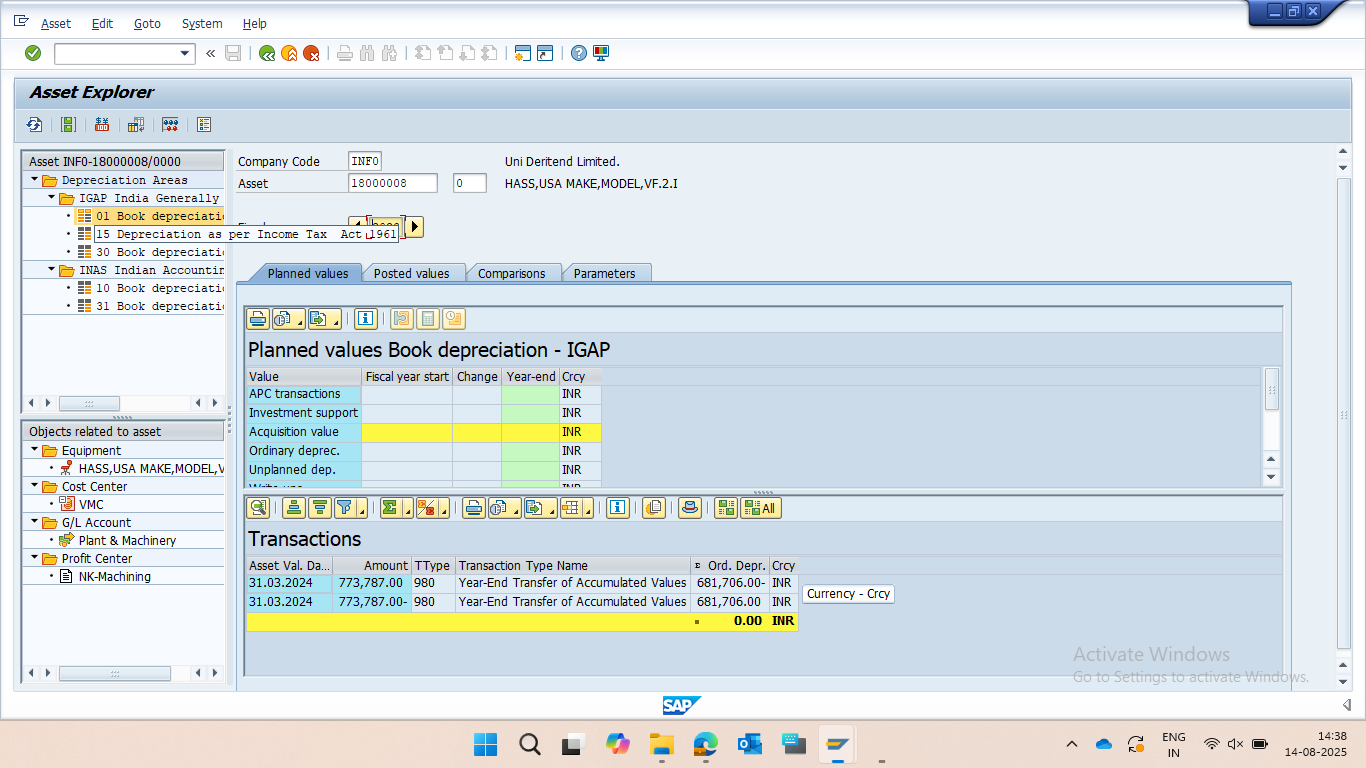 Asset Edit Goto System Help
Asset Explorer
Asset INF0-18000008/0000
Depreciation Areas
IGAP India Generally
01 Book depreciatio
15 Depreciation as per Income Tax Act 1961
30 Book depreciatio
INAS Indian Accountin
10 Book depreciatio
31 Book depreciatio
Objects related to asset
Equipment
HASS,USA MAKE,MODEL,V
Cost Center
VMC
G/L Account
Plant & Machinery
Profit Center
NK-Machining
Company Code INF0 Uni Deritend Limited.
Asset 18000008 0 HASS,USA MAKE,MODEL,VF.2.I
Planned values Posted values Comparisons Parameters
Planned values Book depreciation - IGAP
Value Fiscal year start Change Year-end Crcy
APC transactions INR
Investment support INR
Acquisition value INR
Ordinary deprec. INR
Unplanned dep. INR
All
Transactions
Asset Val. Da... Amount TType Transaction Type Name Σ Ord. Depr. Crcy
31.03.2024 773,787.00 980 Year-End Transfer of Accumulated Values 681,706.00- INR
31.03.2024 773,787.00- 980 Year-End Transfer of Accumulated Values 681,706.00 INR
0.00 INR
Currency - Crcy
Activate Windows
Go to Settings to activate Windows.
SAP
ENG
IN
14:38
14-08-2025